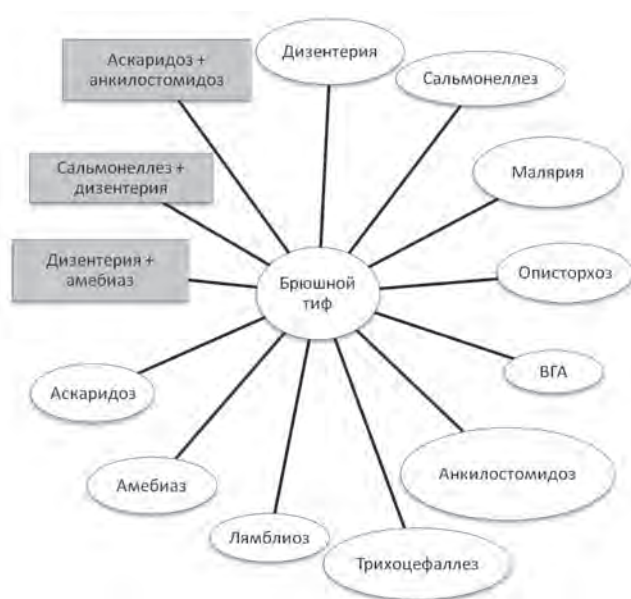 Аскаридоз +
анкилостомидоз
Дизентерия
Сальмонеллез
Сальмонеллез +
дизентерия
Малярия
Дизентерия +
амебиаз
Брюшной
тиф
Описторхоз
Аскаридоз
ВГА
Амебиаз
Анкилостомидоз
Лямблиоз
Трихоцефаллез